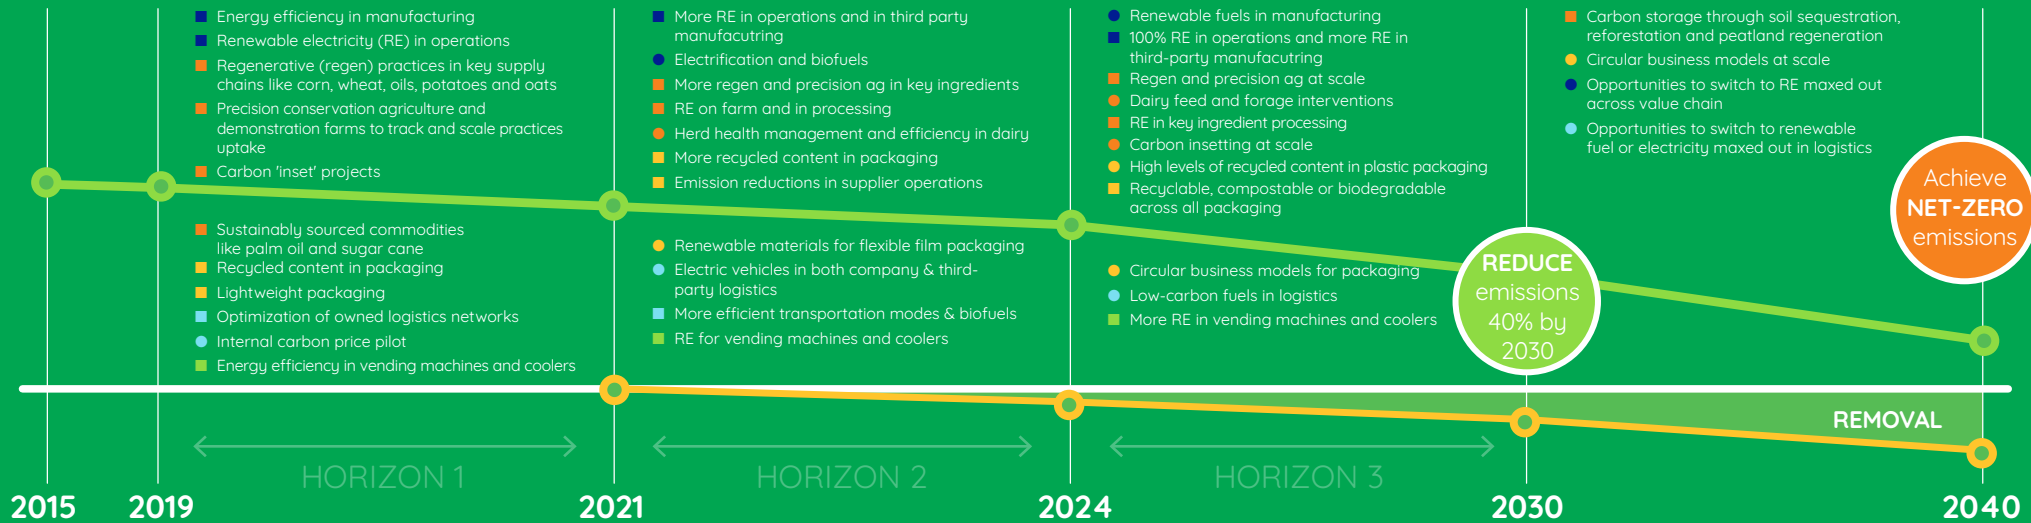 Energy efficiency in manufacturing
Renewable electricity (RE) in operations
Regenerative (regen) practices in key supply
chains like corn, wheat, oils, potatoes and oats
Precision conservation agriculture and
demonstration farms to track and scale practices
uptake
Carbon 'inset' projects
Sustainably sourced commodities
like palm oil and sugar cane
Recycled content in packaging
Lightweight packaging
Optimization of owned logistics networks
Internal carbon price pilot
Energy efficiency in vending machines and coolers
More RE in operations and in third party
manufacutring
Electrification and biofuels
More regen and precision ag in key ingredients
RE on farm and in processing
Herd health management and efficiency in dairy
More recycled content in packaging
Emission reductions in supplier operations
Renewable materials for flexible film packaging
Electric vehicles in both company & third-
party logistics
More efficient transportation modes & biofuels
RE for vending machines and coolers
Renewable fuels in manufacturing
100% RE in operations and more RE in
third-party manufacutring
Regen and precision ag at scale
Dairy feed and forage interventions
RE in key ingredient processing
Carbon insetting at scale
High levels of recycled content in plastic packaging
Recyclable, compostable or biodegradable
across all packaging
Circular business models for packaging
Low-carbon fuels in logistics
More RE in vending machines and coolers
Carbon storage through soil sequestration,
reforestation and peatland regeneration
Circular business models at scale
Opportunities to switch to RE maxed out
across value chain
Opportunities to switch to renewable
fuel or electricity maxed out in logistics
REDUCE
emissions
40% by
2030
Achieve
NET-ZERO
emissions
REMOVAL
HORIZON 1
HORIZON 2
HORIZON 3
2015
2019
2021
2024
2030
2040